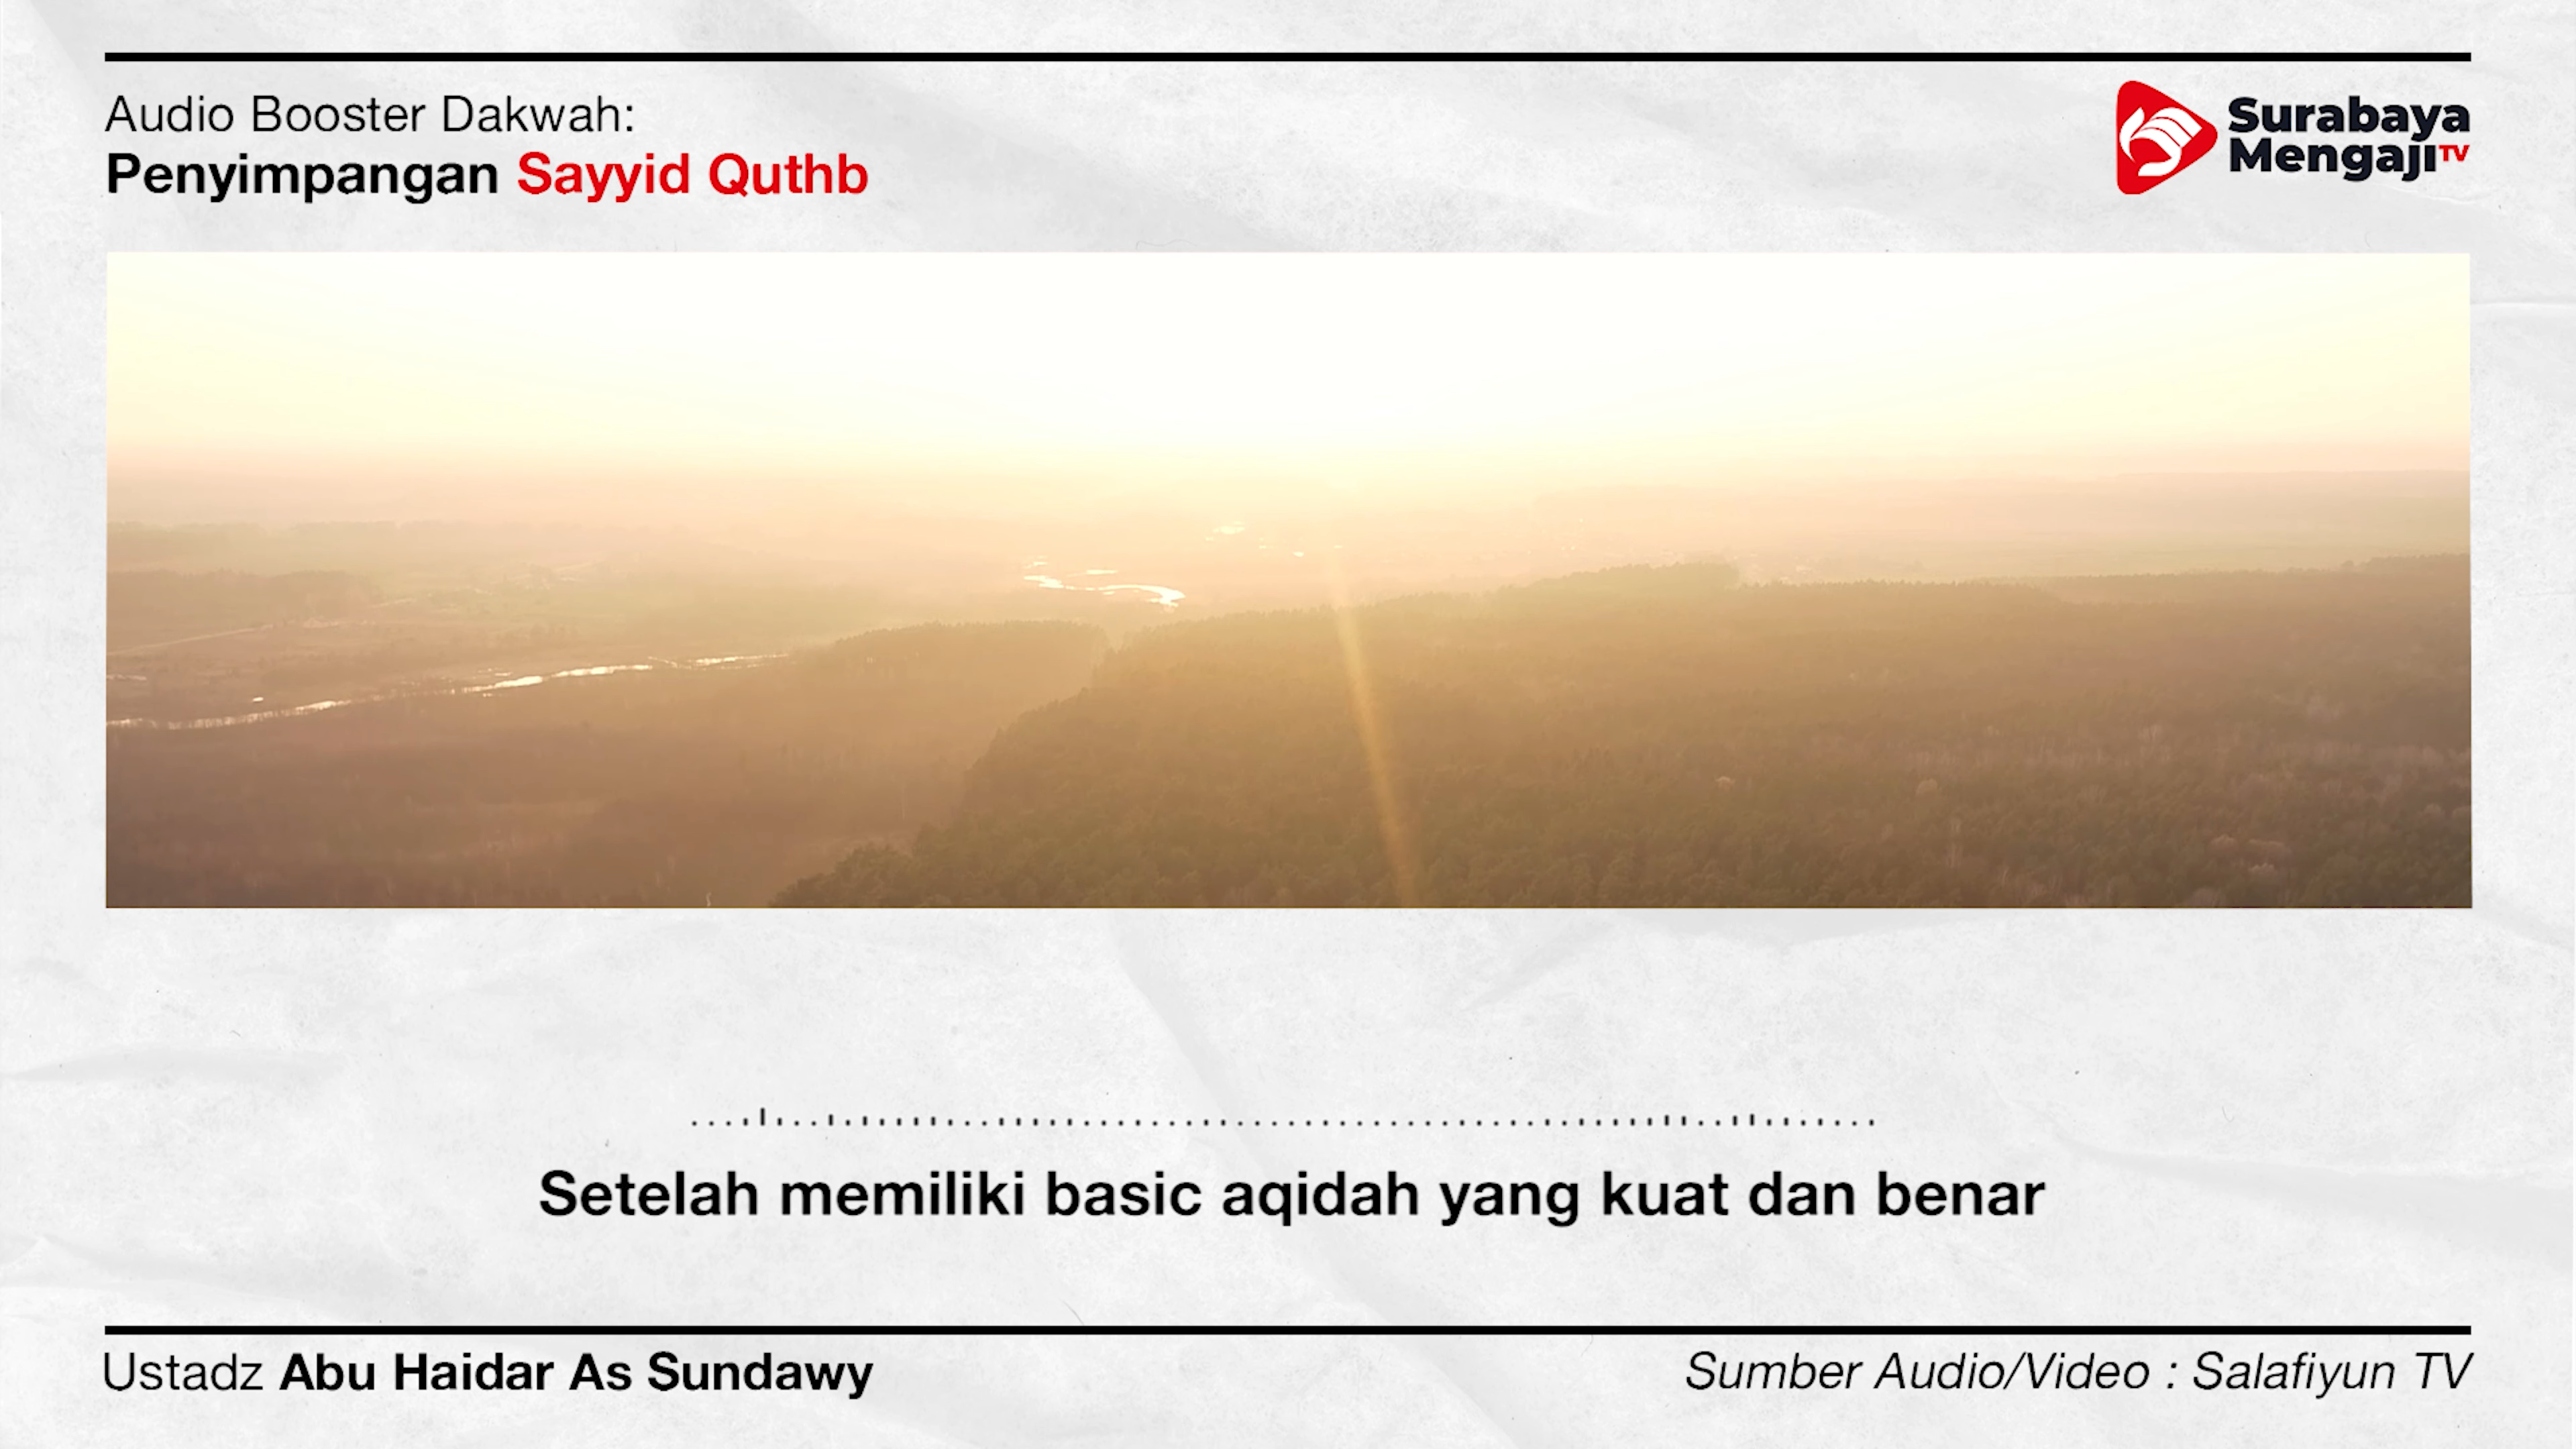 Audio Booster Dakwah:
Penyimpangan Sayyid Quthb
Surabaya
MengajiTV
Setelah memiliki basic aqidah yang kuat dan benar
Ustadz Abu Haidar As Sundawy
Sumber Audio/Video : Salafiyun TV